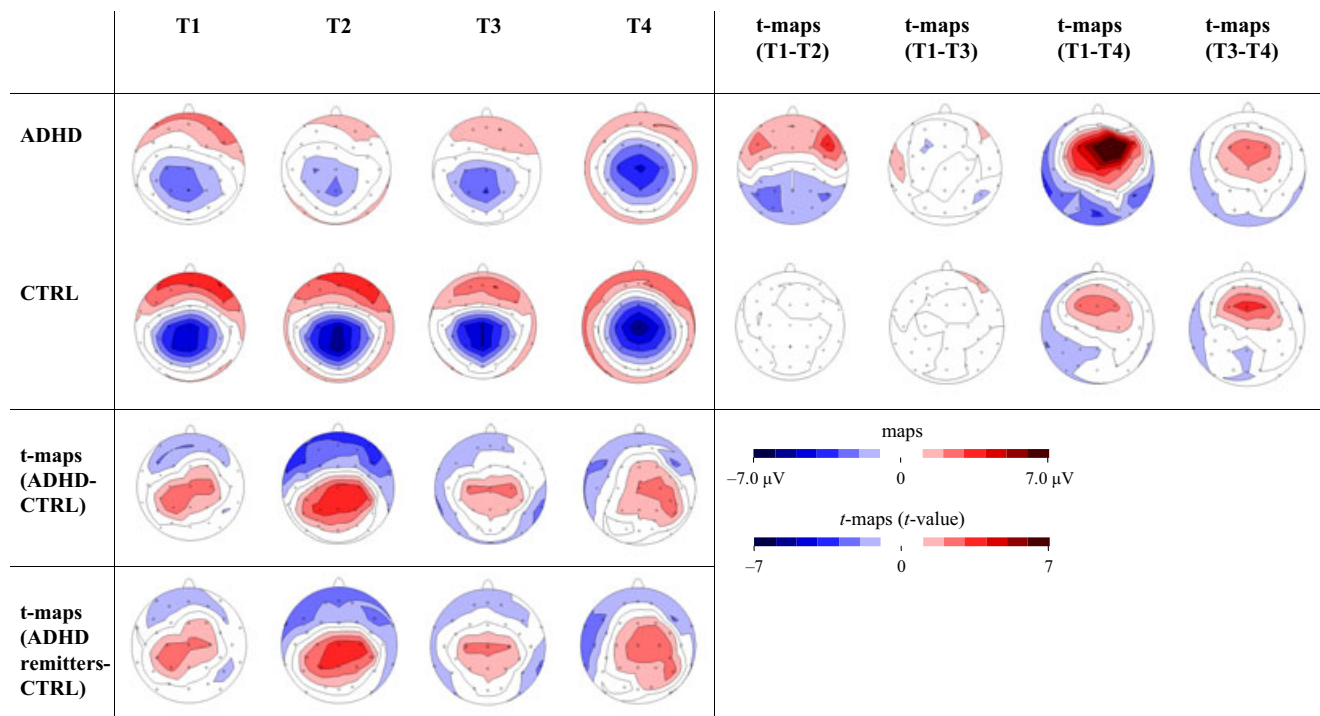 T1 T2 T3 T4 t-maps t-maps t-maps t-maps
(T1-T2) (T1-T3) (T1-T4) (T3-T4)
ADHD
CTRL
t-maps
(ADHD-
CTRL)
maps
–7.0 µV 0 7.0 µV
t-maps (t-value)
–7 0 7
t-maps
(ADHD
remitters-
CTRL)